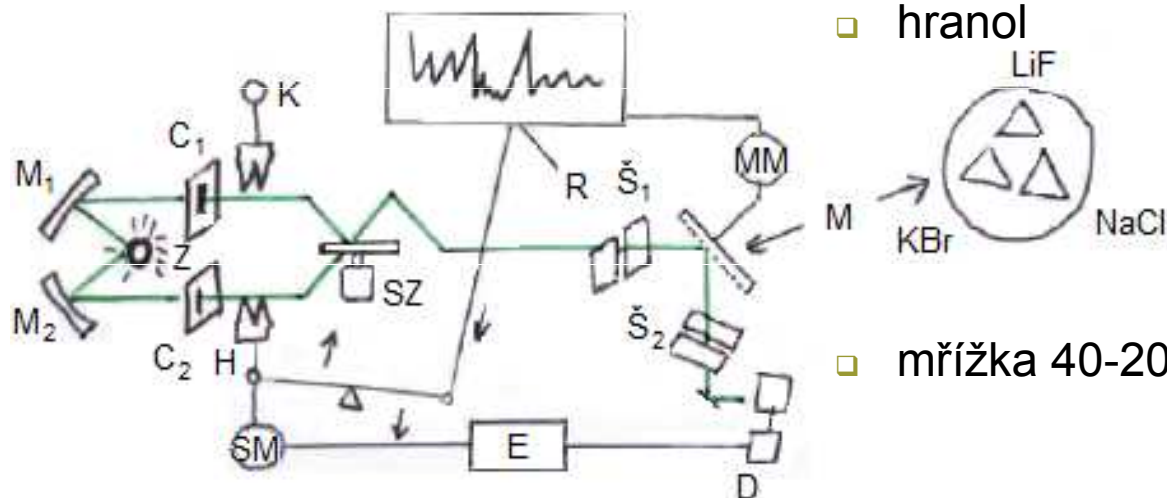 ❑ hranol
LiF
K
C₁
MM
M₁
R
Š₁
M
Z
KBr
NaCl
SZ
M₂
Š₂
C₂
H
❑ mřížka 40-20
SM
E
D